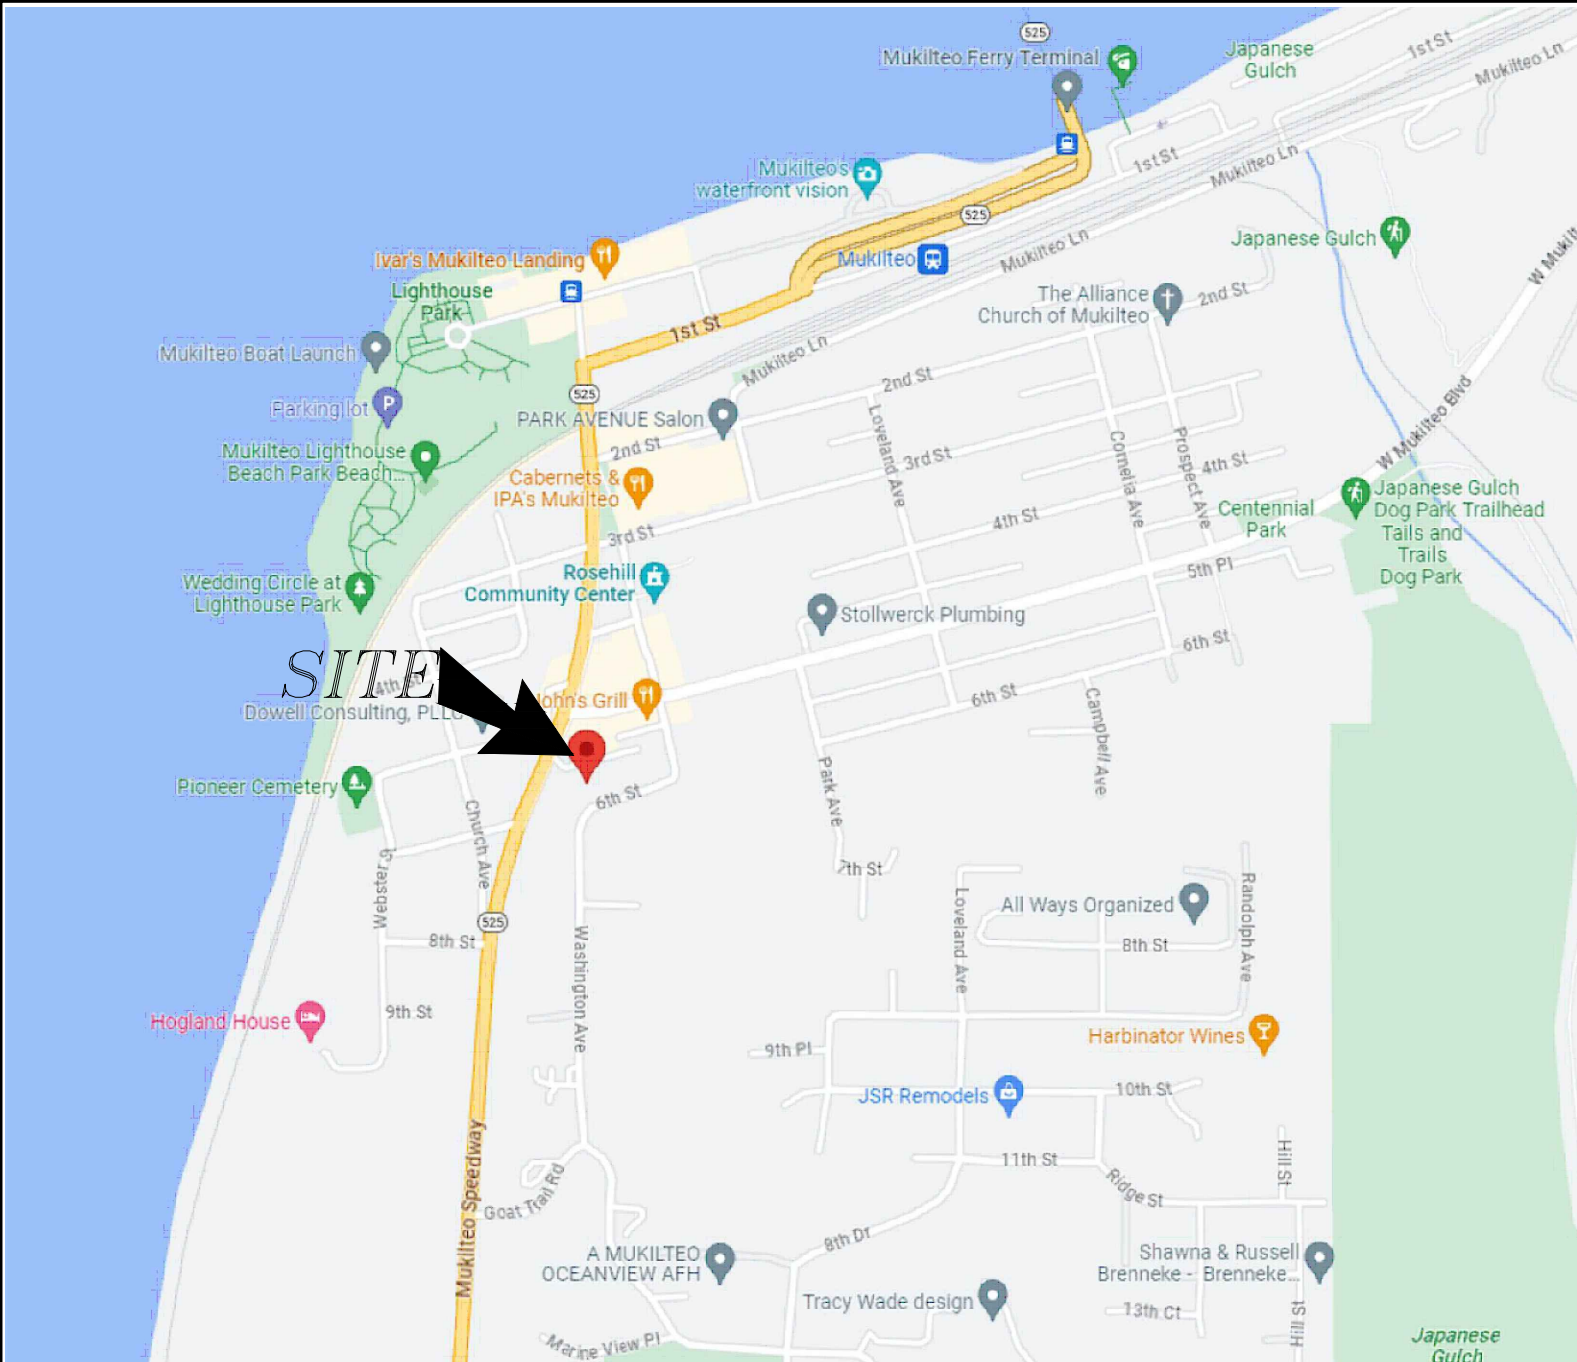 525
Mukilteo Ferry Terminal
Japanese
Gulch
1st St
Mukilteo Ln
Mukilteo's
waterfront vision
1st St
Mukilteo Ln
525
Japanese Gulch
W Mukilt
Ivar's Mukilteo Landing
Mukilteo
Mukilteo Ln
Lighthouse
Park
The Alliance
Church of Mukilteo
2nd St
1st St
Mukilteo Boat Launch
Mukilteo Ln
525
2nd St
Parking lot
PARK AVENUE Salon
Loveland Ave
Cornelia Ave
Prospect Ave
W Mukilteo Blvd
2nd St
3rd St
4th St
Mukilteo Lighthouse
Beach Park Beach...
Cabernets &
IPA's Mukilteo
4th St
Centennial
Park
Japanese Gulch
Dog Park Trailhead
Tails and
Trails
Dog Park
3rd St
5th Pl
Rosehill
Community Center
Wedding Circle at
Lighthouse Park
Stollwerck Plumbing
6th St
SITE
4th St
John's Grill
6th St
Dowell Consulting, PLLC
Campbell Ave
Pioneer Cemetery
6th St
Park Ave
Church Ave
Webster
7th St
Loveland Ave
All Ways Organized
Randolph Ave
525
8th St
8th St
Washington Ave
9th St
Hogland House
Harbinator Wines
9th Pl
JSR Remodels
10th St
Mukilteo Speedway
11th St
Hill St
Ridge St
Goat Trail Rd
8th Dr
A MUKILTEO
OCEANVIEW AFH
Shawna & Russell
Brenneke - Brenneke...
Tracy Wade design
13th Ct
Hill St
Marine View Pl
Japanese
Gulch